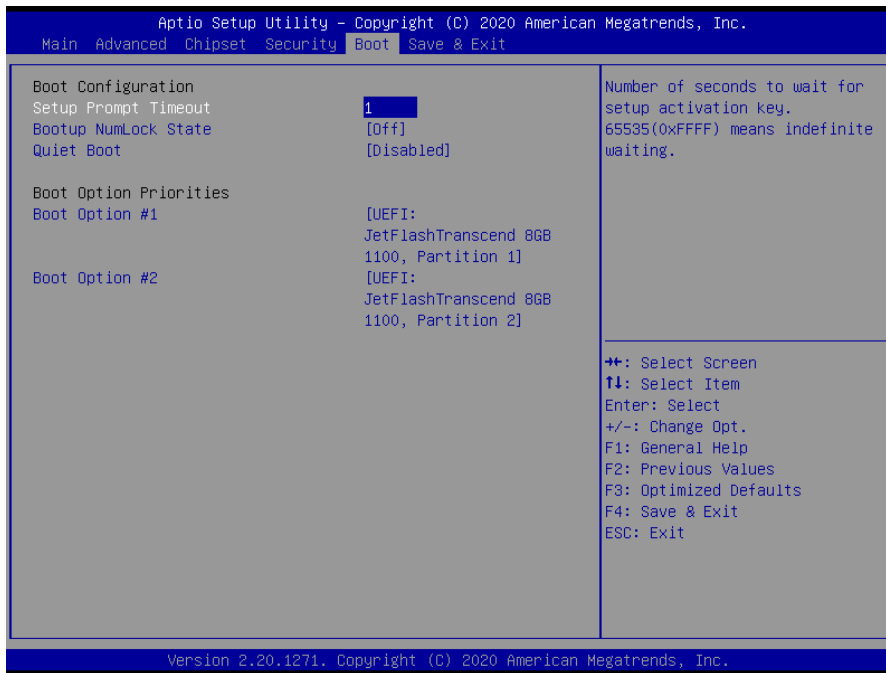 Aptio Setup Utility – Copyright (C) 2020 American Megatrends, Inc.
Main Advanced Chipset Security Boot Save & Exit
Boot Configuration
Setup Prompt Timeout 1
Bootup NumLock State [Off]
Quiet Boot [Disabled]
Boot Option Priorities
Boot Option #1 [UEFI:
JetFlashTranscend 8GB
1100, Partition 1]
Boot Option #2 [UEFI:
JetFlashTranscend 8GB
1100, Partition 2]
Number of seconds to wait for
setup activation key.
65535(0xFFFF) means indefinite
waiting.
→←: Select Screen
↑↓: Select Item
Enter: Select
+/-: Change Opt.
F1: General Help
F2: Previous Values
F3: Optimized Defaults
F4: Save & Exit
ESC: Exit
Version 2.20.1271. Copyright (C) 2020 American Megatrends, Inc.